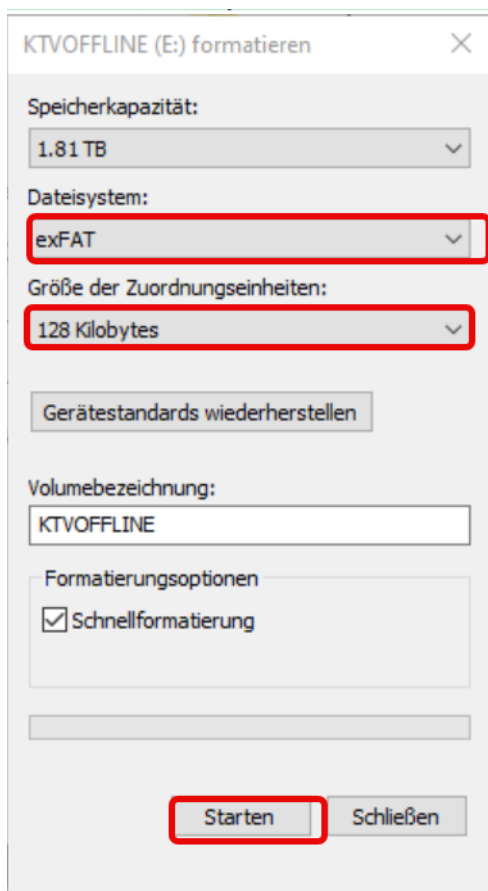 KTVOFFLINE (E:) formatieren
Speicherkapazität:
1.81 TB
Dateisystem:
exFAT
Größe der Zuordnungseinheiten:
128 Kilobytes
Gerätestandards wiederherstellen
Volumebezeichnung:
KTVOFFLINE
Formatierungsoptionen
Schnellformatierung
Starten Schließen